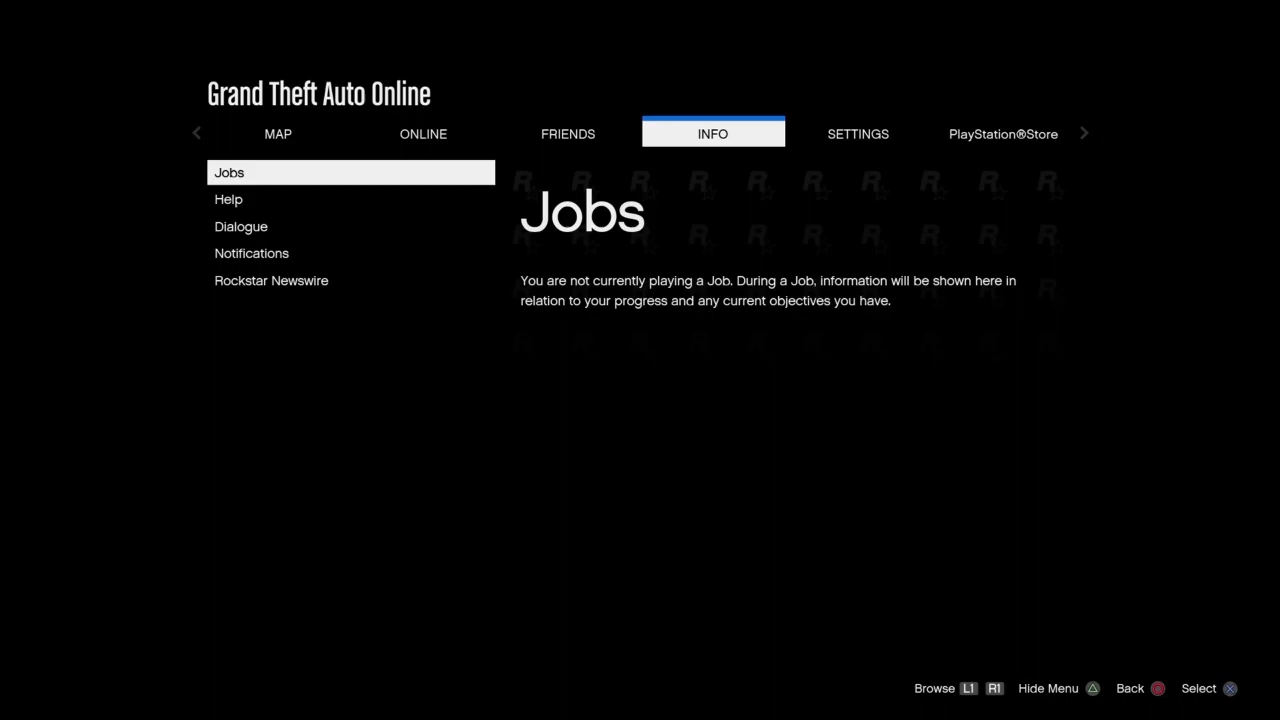 Grand Theft Auto Online
MAP ONLINE FRIENDS INFO SETTINGS PlayStation®Store
Jobs
Help
Dialogue
Notifications
Rockstar Newswire
Jobs
You are not currently playing a Job. During a Job, information will be shown here in
relation to your progress and any current objectives you have.
Browse L1 R1 Hide Menu Back Select